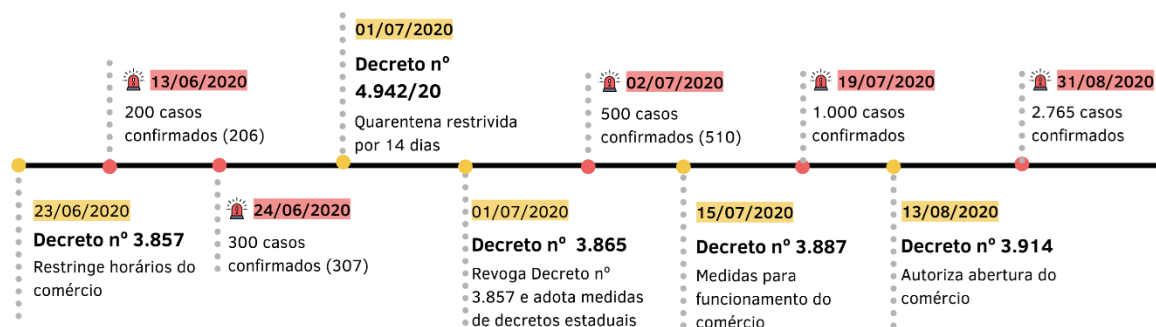 23/06/2020
Decreto nº 3.857
Restringe horários do
comércio
13/06/2020
200 casos
confirmados (206)
24/06/2020
300 casos
confirmados (307)
01/07/2020
Decreto nº
4.942/20
Quarentena restrivida
por 14 dias
01/07/2020
Decreto nº 3.865
Revoga Decreto nº
3.857 e adota medidas
de decretos estaduais
02/07/2020
500 casos
confirmados (510)
15/07/2020
Decreto nº 3.887
Medidas para
funcionamento do
comércio
19/07/2020
1.000 casos
confirmados
13/08/2020
Decreto nº 3.914
Autoriza abertura do
comércio
31/08/2020
2.765 casos
confirmados